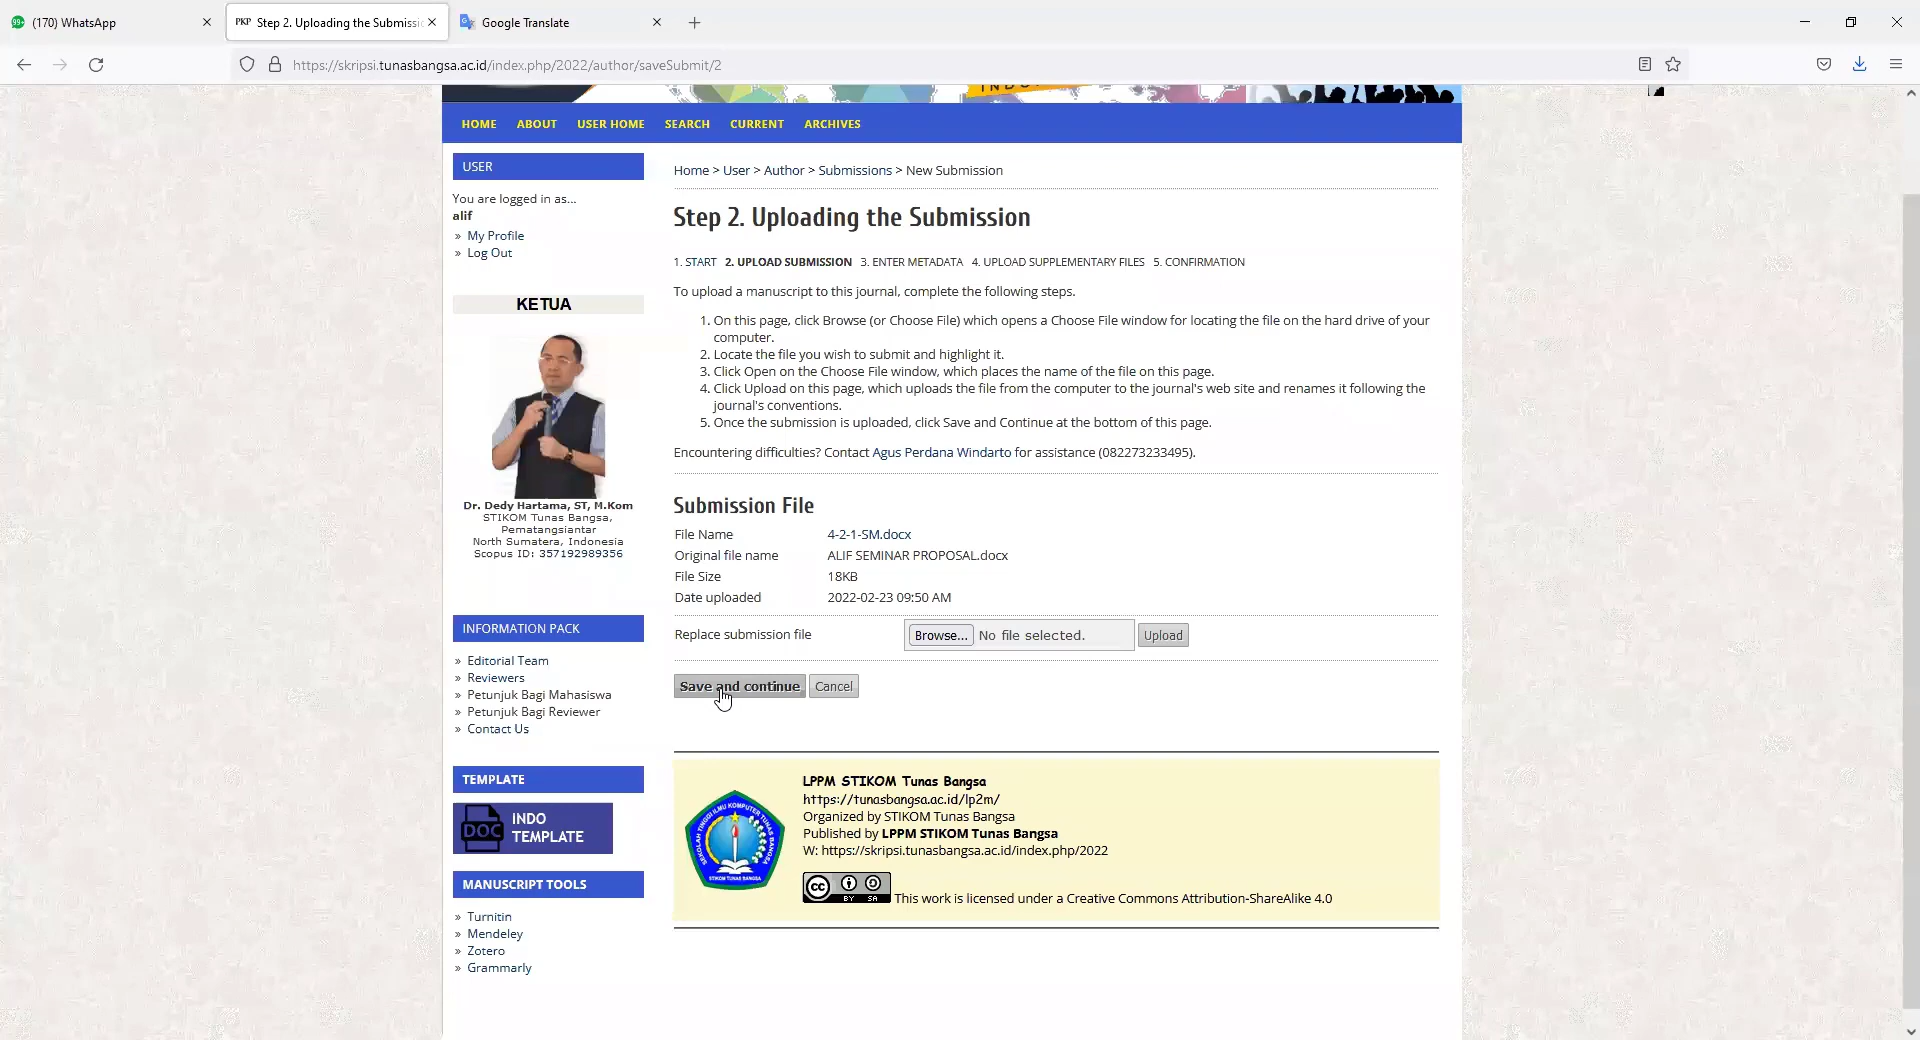 (170) WhatsApp
PKP Step 2. Uploading the Submissi
Google Translate
https://skripsi.tunasbangsa.ac.id/index.php/2022/author/saveSubmit/2
HOME ABOUT USER HOME SEARCH CURRENT ARCHIVES
USER
You are logged in as...
alif
» My Profile
» Log Out
KETUA
Dr. Dedy Hartama, ST, M.Kom
STIKOM Tunas Bangsa,
Pematangsiantar
North Sumatera, Indonesia
Scopus ID: 357192989356
INFORMATION PACK
» Editorial Team
» Reviewers
» Petunjuk Bagi Mahasiswa
» Petunjuk Bagi Reviewer
» Contact Us
TEMPLATE
DOC
INDO
TEMPLATE
MANUSCRIPT TOOLS
» Turnitin
» Mendeley
» Zotero
» Grammarly
Home > User > Author > Submissions > New Submission
Step 2. Uploading the Submission
1. START 2. UPLOAD SUBMISSION 3. ENTER METADATA 4. UPLOAD SUPPLEMENTARY FILES 5. CONFIRMATION
To upload a manuscript to this journal, complete the following steps.
1. On this page, click Browse (or Choose File) which opens a Choose File window for locating the file on the hard drive of your
computer.
2. Locate the file you wish to submit and highlight it.
3. Click Open on the Choose File window, which places the name of the file on this page.
4. Click Upload on this page, which uploads the file from the computer to the journal's web site and renames it following the
journal's conventions.
5. Once the submission is uploaded, click Save and Continue at the bottom of this page.
Encountering difficulties? Contact Agus Perdana Windarto for assistance (082273233495).
Submission File
File Name 4-2-1-SM.docx
Original file name ALIF SEMINAR PROPOSAL.docx
File Size 18KB
Date uploaded 2022-02-23 09:50 AM
Replace submission file Browse... No file selected. Upload
Save and continue Cancel
SEKOLAH TINGGI ILMU KOMPUTER TUNAS BANGSA
STIKOM TUNAS BANGSA
LPPM STIKOM Tunas Bangsa
https://tunasbangsa.ac.id/lp2m/
Organized by STIKOM Tunas Bangsa
Published by LPPM STIKOM Tunas Bangsa
W: https://skripsi.tunasbangsa.ac.id/index.php/2022
cc BY SA This work is licensed under a Creative Commons Attribution-ShareAlike 4.0